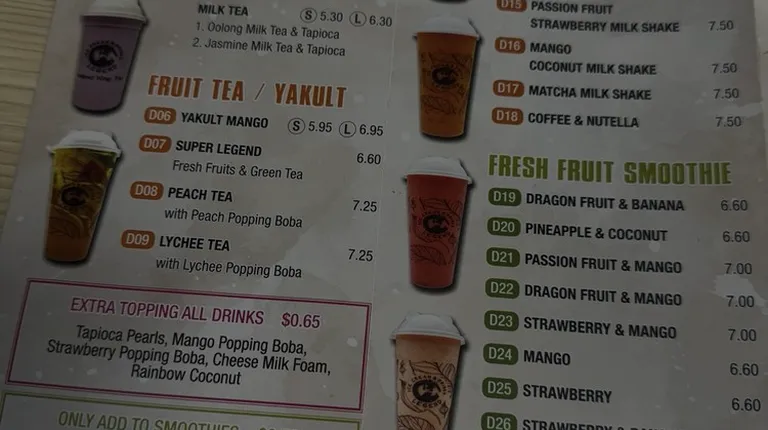 MILK TEA S 5.30 L 6.30
1. Oolong Milk Tea & Tapioca
2. Jasmine Milk Tea & Tapioca
FRUIT TEA / YAKULT
D06 YAKULT MANGO S 5.95 L 6.95
D07 SUPER LEGEND 6.60
Fresh Fruits & Green Tea
D08 PEACH TEA 7.25
with Peach Popping Boba
D09 LYCHEE TEA 7.25
with Lychee Popping Boba
EXTRA TOPPING ALL DRINKS $0.65
Tapioca Pearls, Mango Popping Boba,
Strawberry Popping Boba, Cheese Milk Foam,
Rainbow Coconut
ONLY ADD TO SMOOTHIES
D15 PASSION FRUIT
STRAWBERRY MILK SHAKE 7.50
D16 MANGO
COCONUT MILK SHAKE 7.50
D17 MATCHA MILK SHAKE 7.50
D18 COFFEE & NUTELLA 7.50
FRESH FRUIT SMOOTHIE
D19 DRAGON FRUIT & BANANA 6.60
D20 PINEAPPLE & COCONUT 6.60
D21 PASSION FRUIT & MANGO 7.00
D22 DRAGON FRUIT & MANGO 7.00
D23 STRAWBERRY & MANGO 7.00
D24 MANGO 6.60
D25 STRAWBERRY 6.60
D26 STRAWBERRY &